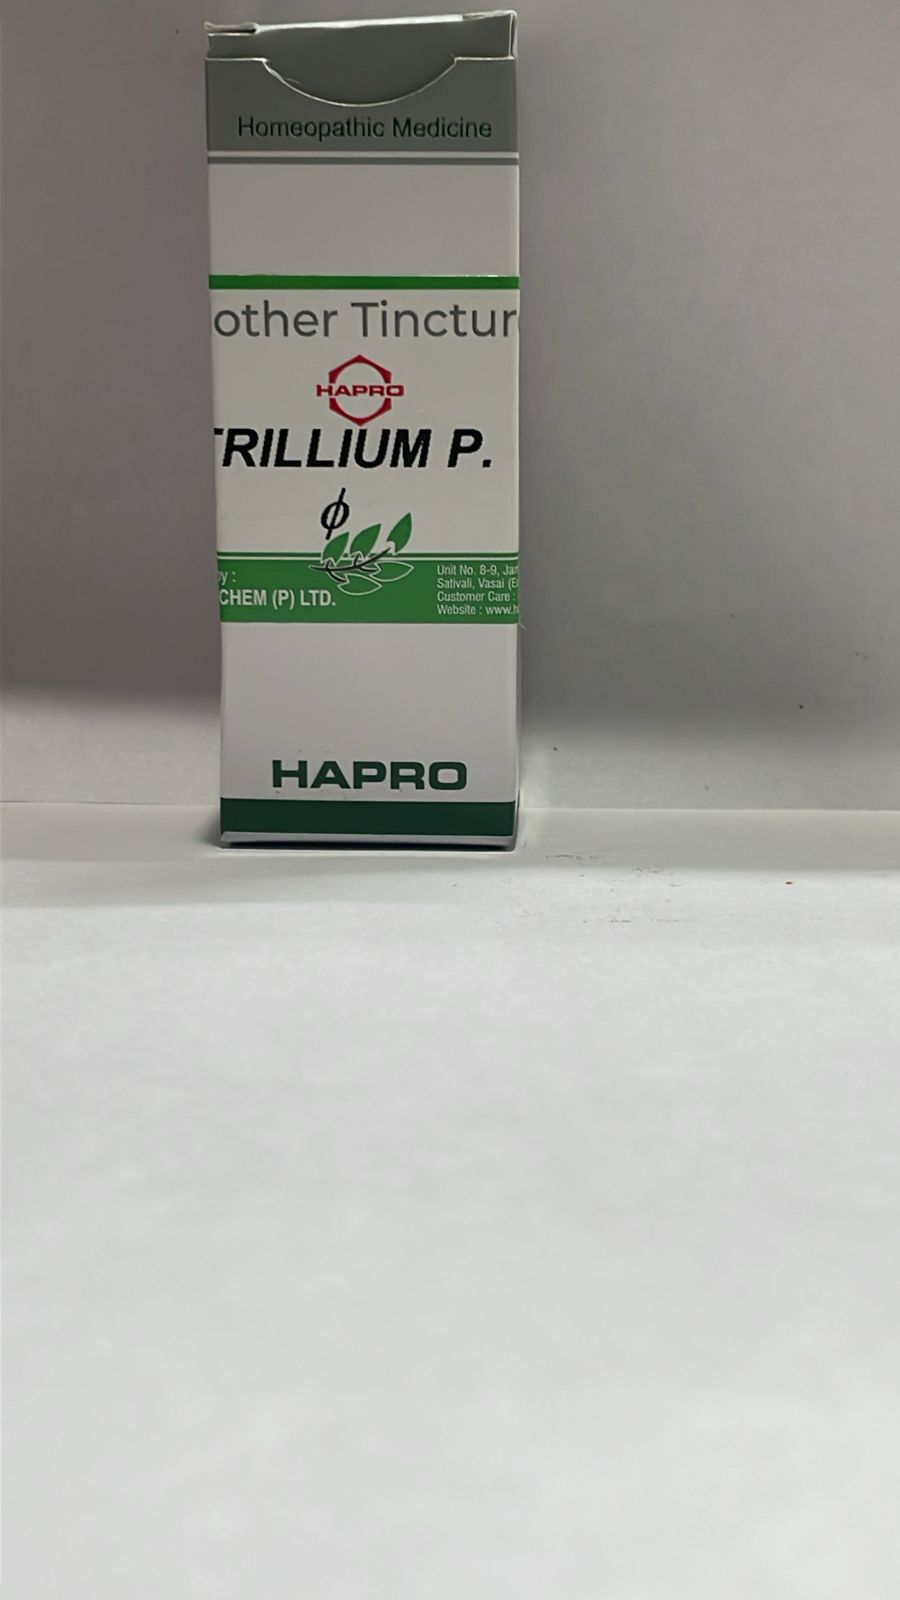 Homeopathic Medicine
other Tinctur
HAPRO
TRILLIUM P.
ϕ
y :
CHEM (P) LTD.
Unit No. 8-9, Ja
Sativali, Vasai (E
Customer Care :
Website : www.h
HAPRO